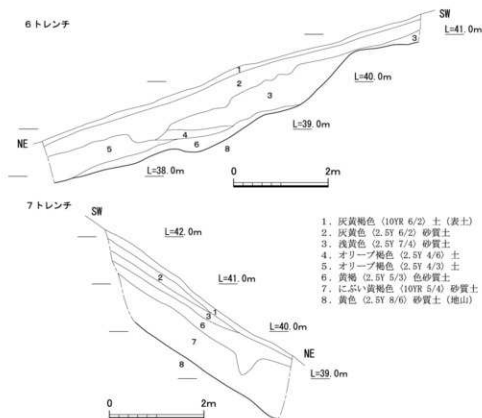 6トレンチ
SW
L=41.0m
1
2
3
3
L=40.0m
NE
4
5
6
8
L=39.0m
L=38.0m
0
2m
7トレンチ
SW
L=42.0m
2
L=41.0m
1
3
6
L=40.0m
7
NE
8
L=39.0m
0
2m
1. 灰黄褐色（10YR 6/2）土（表土）
2. 灰黄色（2.5Y 6/2）砂質土
3. 浅黄色（2.5Y 7/4）砂質土
4. オリーブ褐色（2.5Y 4/6）土
5. オリーブ褐色（2.5Y 4/3）土
6. 黄褐（2.5Y 5/3）色砂質土
7. にぶい黄褐色（10YR 5/4）砂質土
8. 黄色（2.5Y 8/6）砂質土（地山）